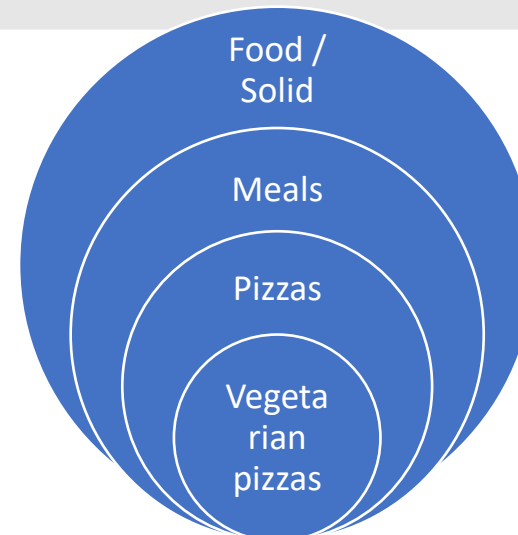 Food /
Solid
Meals
Pizzas
Vegeta
rian
pizzas